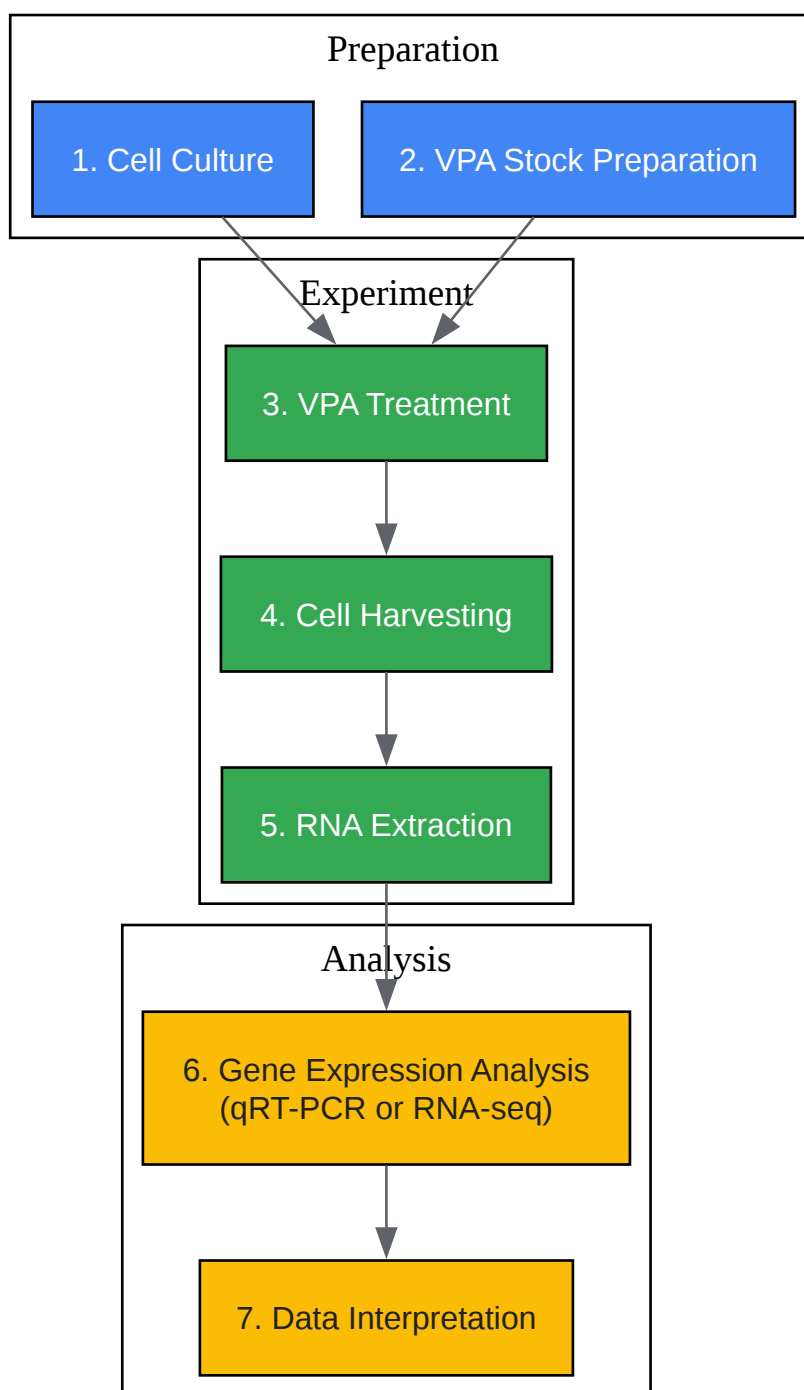 Preparation
1. Cell Culture
2. VPA Stock Preparation
Experiment
3. VPA Treatment
4. Cell Harvesting
5. RNA Extraction
Analysis
6. Gene Expression Analysis
(qRT-PCR or RNA-seq)
7. Data Interpretation